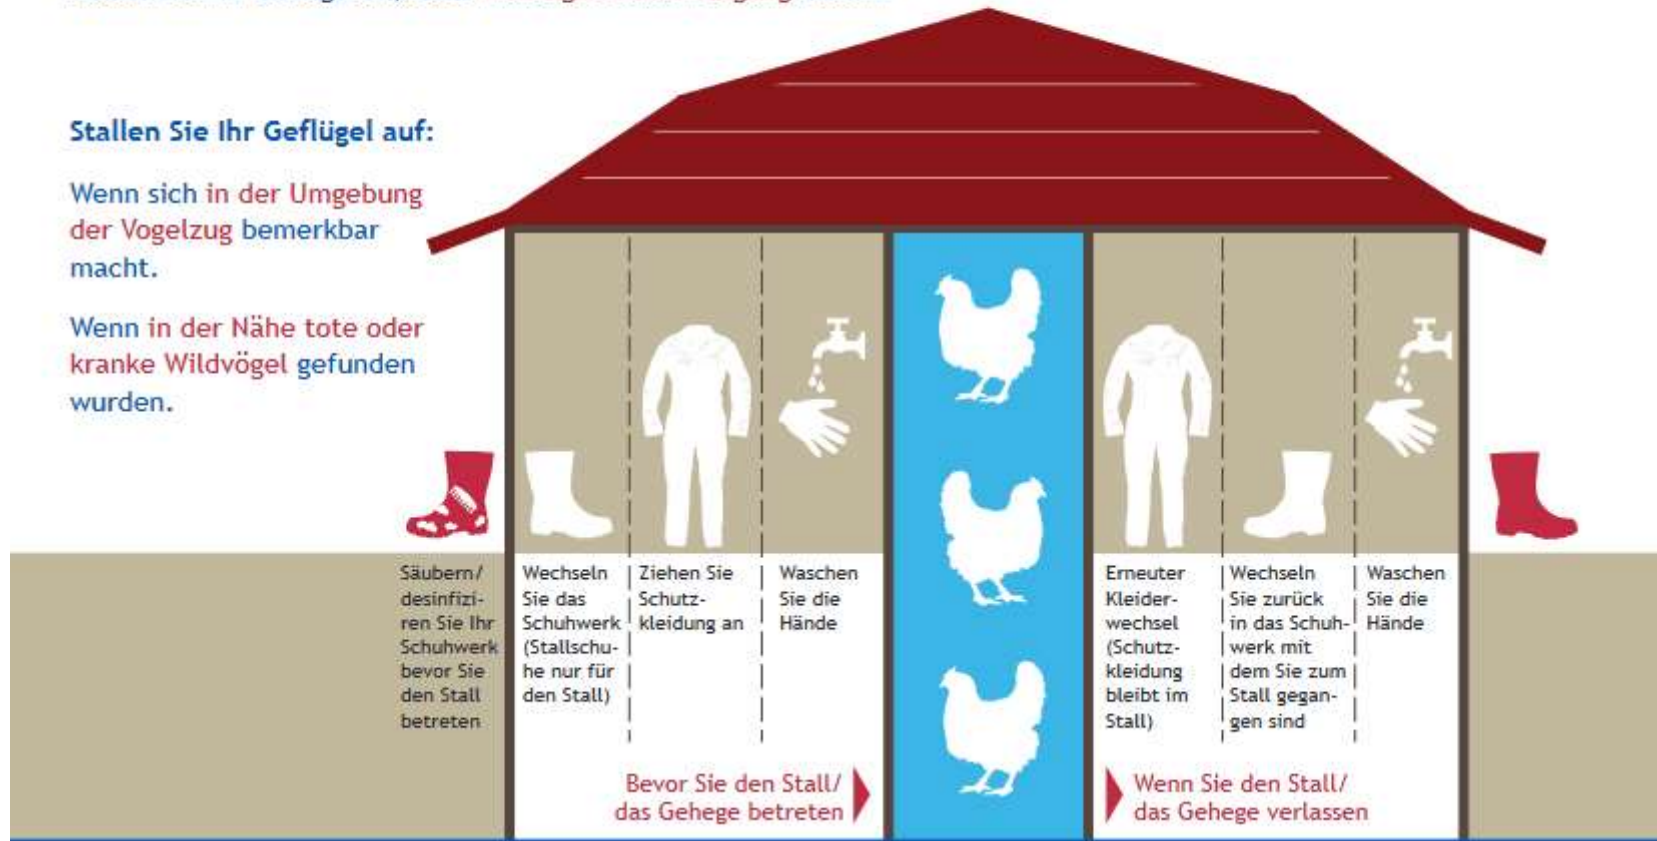 Stallen Sie Ihr Geflügel auf:
Wenn sich in der Umgebung
der Vogelzug bemerkbar
macht.
Wenn in der Nähe tote oder
kranke Wildvögel gefunden
wurden.
Säubern/
desinfizi-
ren Sie Ihr
Schuhwerk
bevor Sie
den Stall
betreten
Wechseln
Sie das
Schuhwerk
(Stallschu-
he nur für
den Stall)
Ziehen Sie
Schutz-
kleidung an
Waschen
Sie die
Hände
Erneuter
Kleider-
wechsel
(Schutz-
kleidung
bleibt im
Stall)
Wechseln
Sie zurück
in das Schuh-
werk mit
dem Sie zum
Stall gegan-
gen sind
Waschen
Sie die
Hände
Bevor Sie den Stall/
das Gehege betreten
Wenn Sie den Stall/
das Gehege verlassen